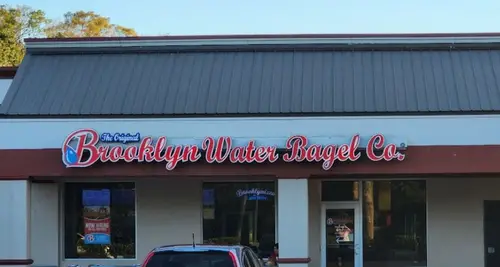 The Original
Brooklyn Water Bagel Co.